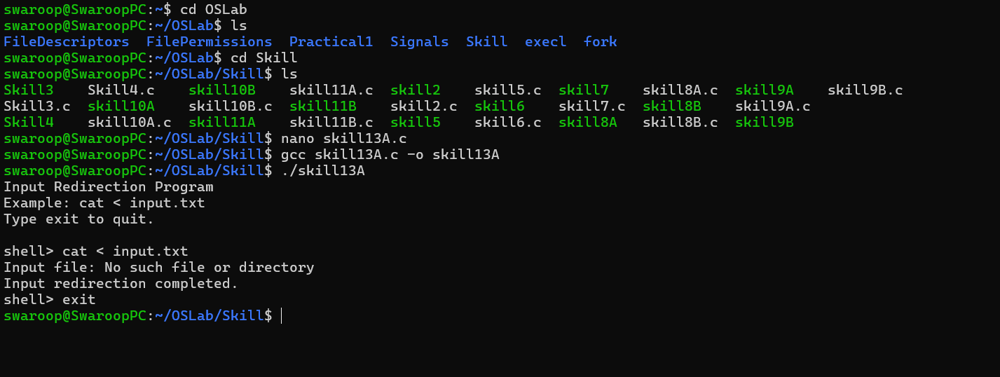 swaroop@SwaroopPC:~$ cd OSLab
swaroop@SwaroopPC:~/OSLab$ ls
FileDescriptors  FilePermissions  Practical1  Signals  Skill  execl  fork
swaroop@SwaroopPC:~/OSLab$ cd Skill
swaroop@SwaroopPC:~/OSLab/Skill$ ls
Skill3    Skill4.c    skill10B    skill11A.c  skill2    skill5.c  skill7    skill8A.c  skill9A    skill9B.c
Skill3.c  skill10A    skill10B.c  skill11B    skill2.c  skill6    skill7.c  skill8B    skill9A.c
Skill4    skill10A.c  skill11A    skill11B.c  skill5    skill6.c  skill8A   skill8B.c  skill9B
swaroop@SwaroopPC:~/OSLab/Skill$ nano skill13A.c
swaroop@SwaroopPC:~/OSLab/Skill$ gcc skill13A.c -o skill13A
swaroop@SwaroopPC:~/OSLab/Skill$ ./skill13A
Input Redirection Program
Example: cat < input.txt
Type exit to quit.

shell> cat < input.txt
Input file: No such file or directory
Input redirection completed.
shell> exit
swaroop@SwaroopPC:~/OSLab/Skill$